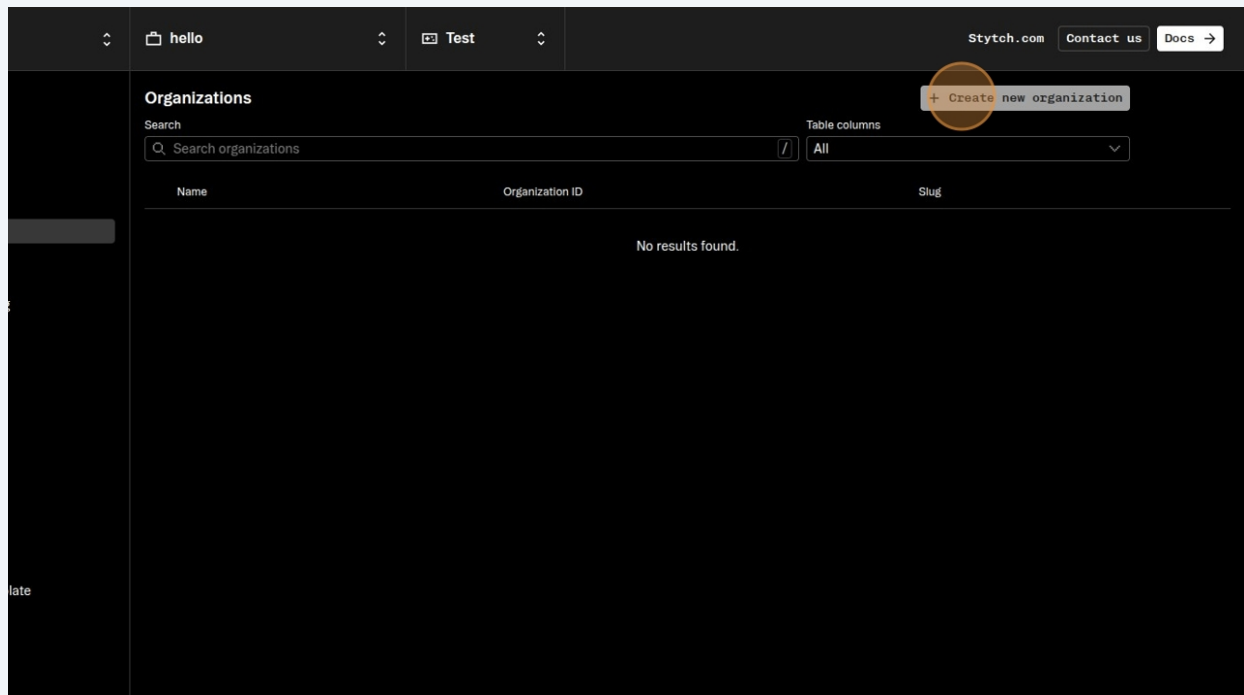 hello
Test
Stytch.com
Contact us
Docs →
Organizations
+ Create new organization
Search
Table columns
Search organizations
/
All
Name
Organization ID
Slug
No results found.
late